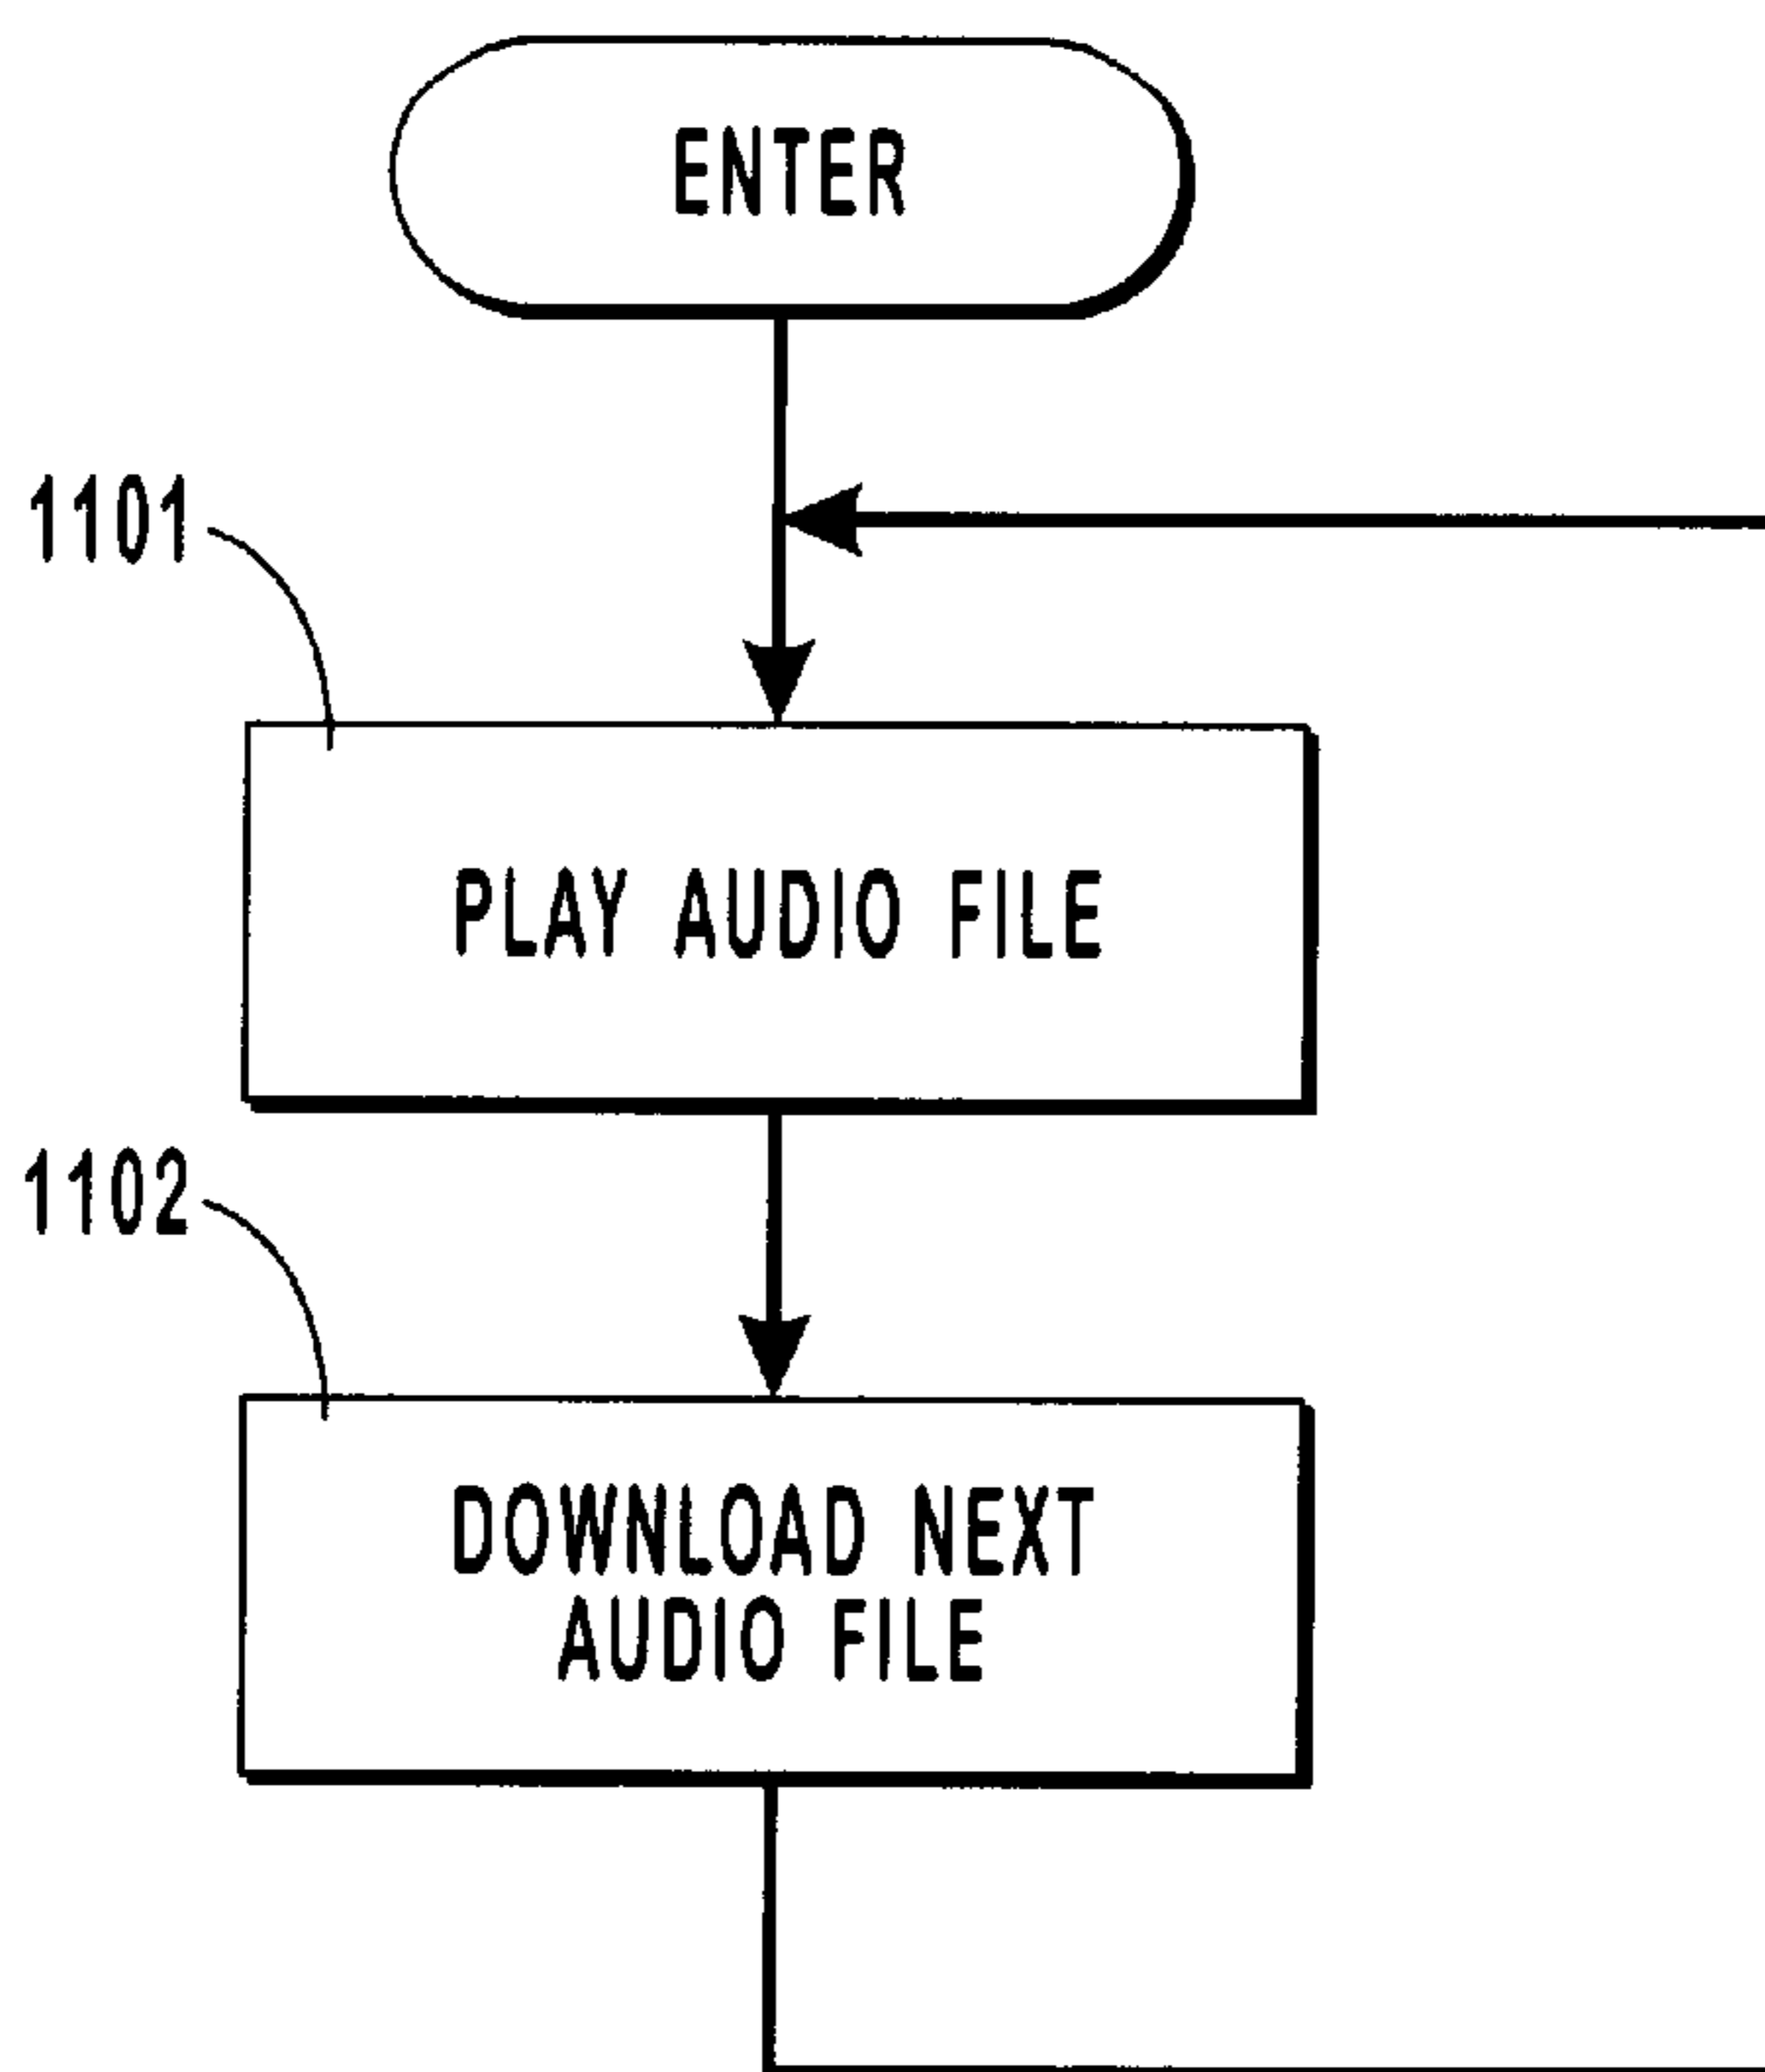 ENTER
1101
PLAY AUDIO FILE
1102
DOWNLOAD NEXT
AUDIO FILE